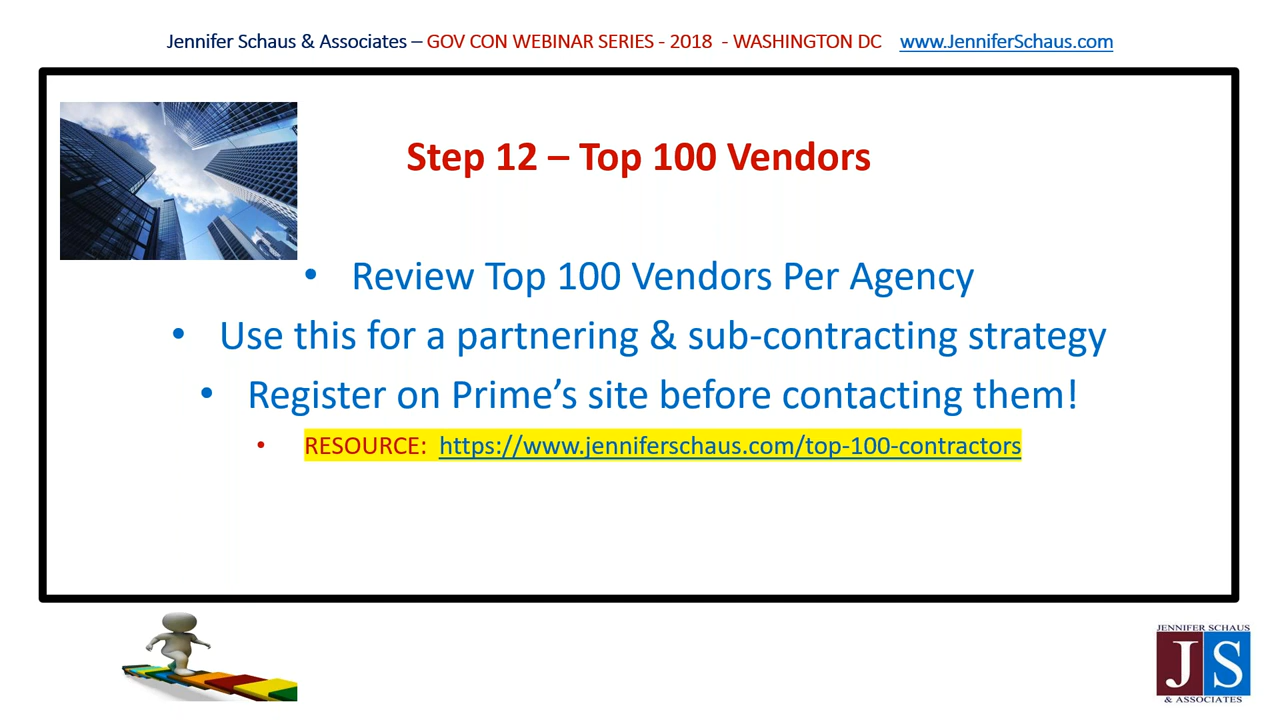 Jennifer Schaus & Associates – GOV CON WEBINAR SERIES - 2018 - WASHINGTON DC www.JenniferSchaus.com
Step 12 – Top 100 Vendors
• Review Top 100 Vendors Per Agency
• Use this for a partnering & sub-contracting strategy
• Register on Prime’s site before contacting them!
• RESOURCE: https://www.jenniferschaus.com/top-100-contractors
JENNIFER SCHAUS
J S
& ASSOCIATES